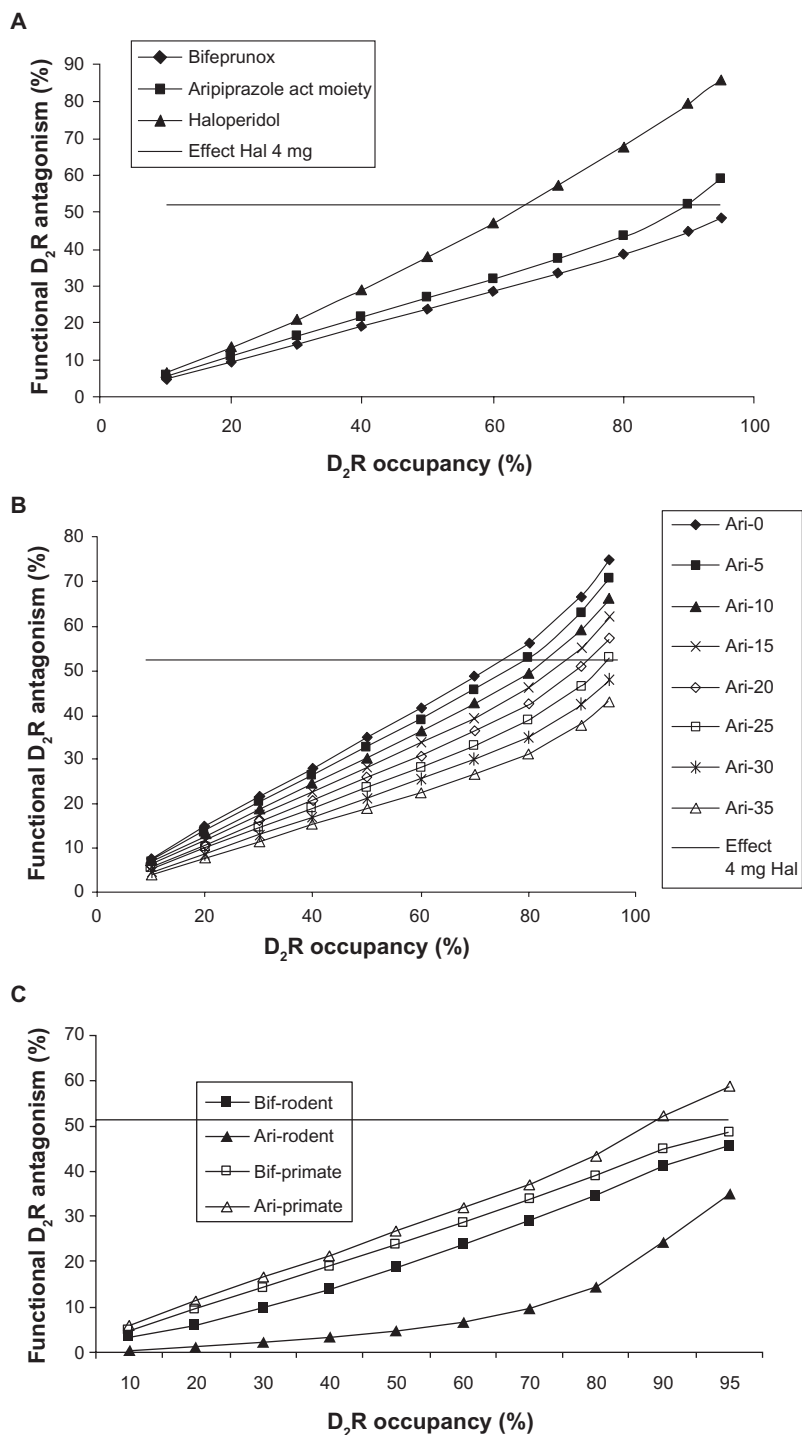 A
Functional D₂R antagonism (%)
90
80
70
60
50
40
30
20
10
0
Bifeprunox
Aripiprazole act moiety
Haloperidol
Effect Hal 4 mg
0 20 40 60 80 100
D₂R occupancy (%)
B
Functional D₂R antagonism (%)
80
70
60
50
40
30
20
10
0
0 20 40 60 80 100
D₂R occupancy (%)
Ari-0
Ari-5
Ari-10
Ari-15
Ari-20
Ari-25
Ari-30
Ari-35
Effect
4 mg Hal
C
Functional D₂R antagonism (%)
70
60
50
40
30
20
10
0
Bif-rodent
Ari-rodent
Bif-primate
Ari-primate
10 20 30 40 50 60 70 80 90 95
D₂R occupancy (%)